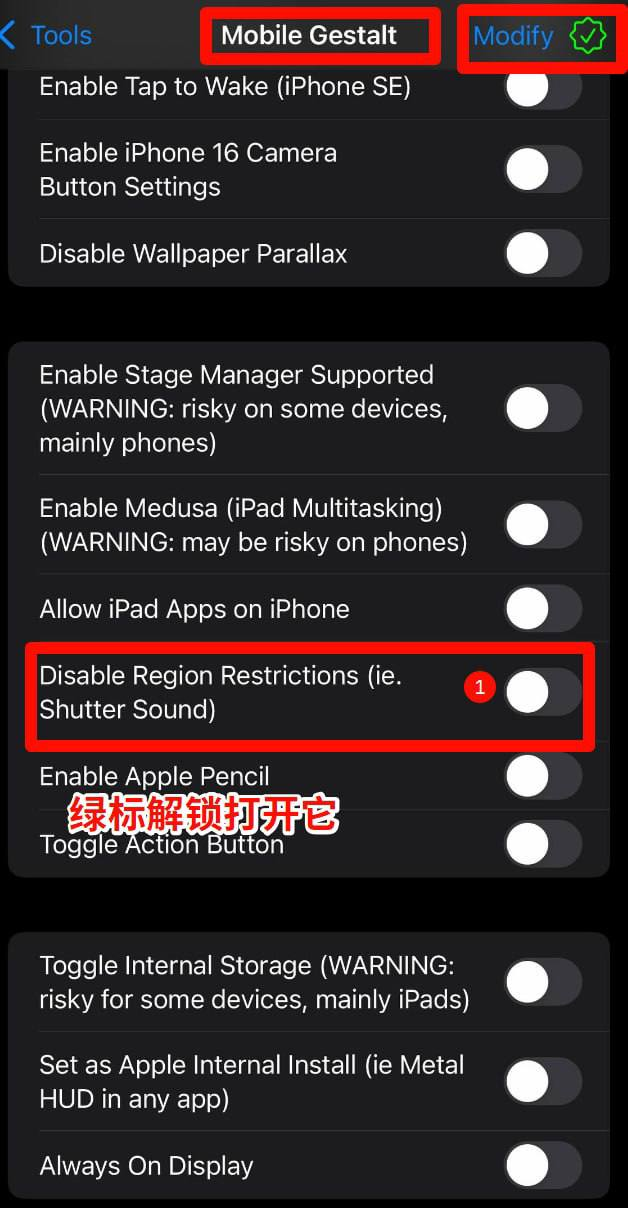 Tools
Mobile Gestalt
Modify
Enable Tap to Wake (iPhone SE)
Enable iPhone 16 Camera
Button Settings
Disable Wallpaper Parallax
Enable Stage Manager Supported
(WARNING: risky on some devices,
mainly phones)
Enable Medusa (iPad Multitasking)
(WARNING: may be risky on phones)
Allow iPad Apps on iPhone
Disable Region Restrictions (ie.
Shutter Sound)
1
Enable Apple Pencil
绿标解锁打开它
Toggle Action Button
Toggle Internal Storage (WARNING:
risky for some devices, mainly iPads)
Set as Apple Internal Install (ie Metal
HUD in any app)
Always On Display